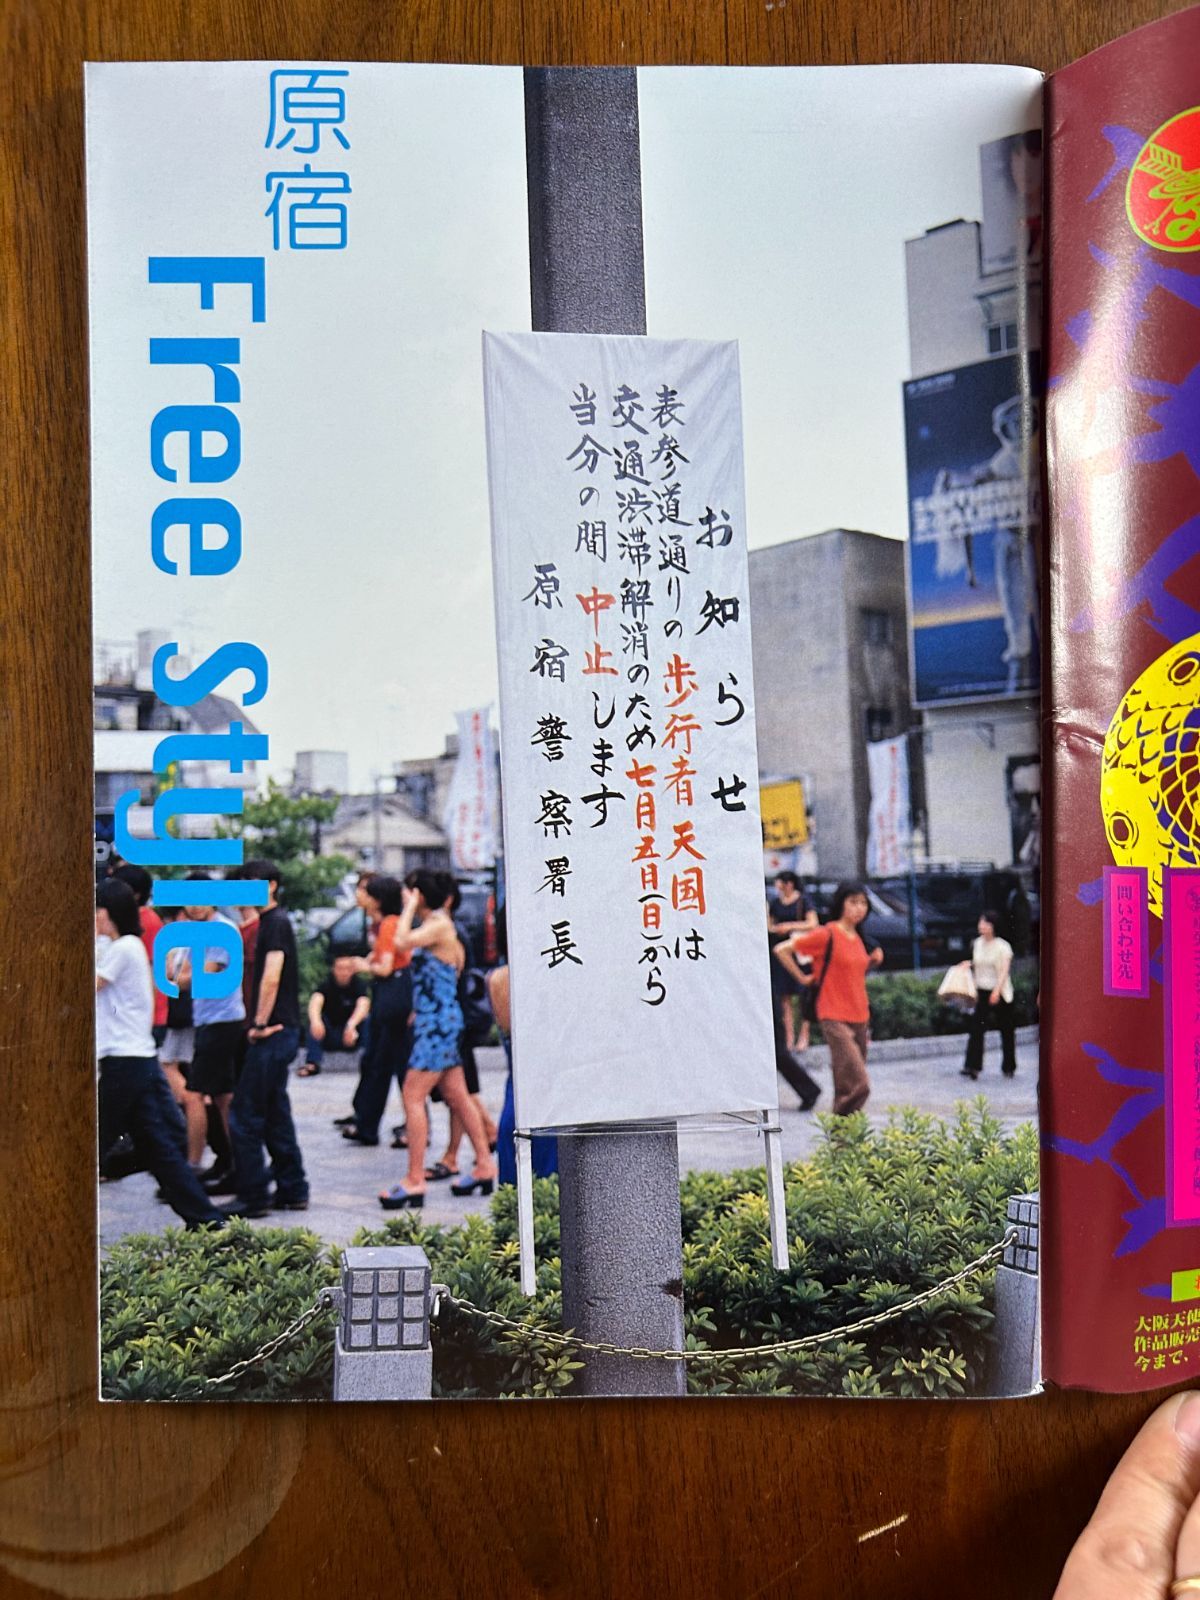 原宿
Free Style
お知らせ
表参道通りの歩行者天国は
交通渋滞解消のため七月五日(日)から
当分の間中止します
原宿警察署長
問い合わせ先
大阪天使
作品販売
今まで、